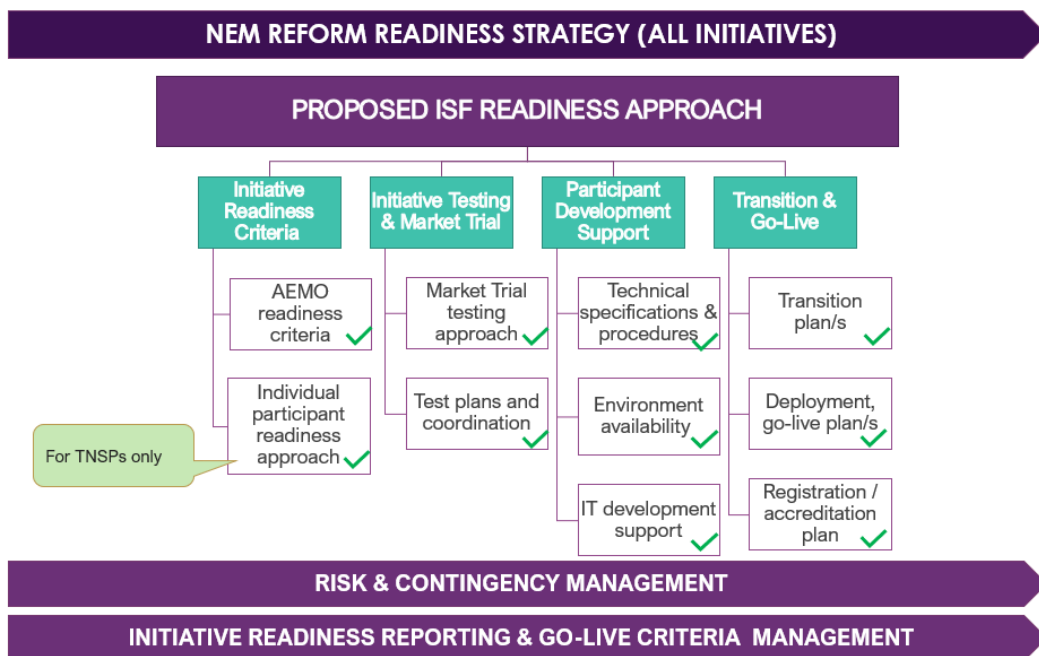 NEM REFORM READINESS STRATEGY (ALL INITIATIVES)
PROPOSED ISF READINESS APPROACH
Initiative
Readiness
Criteria
AEMO
readiness
criteria
Individual
participant
readiness
approach
For TNSPs only
Initiative Testing
& Market Trial
Market Trial
testing
approach
Test plans and
coordination
Participant
Development
Support
Technical
specifications &
procedures
Environment
availability
IT development
support
Transition &
Go-Live
Transition
plan/s
Deployment,
go-live plan/s
Registration /
accreditation
plan
RISK & CONTINGENCY MANAGEMENT
INITIATIVE READINESS REPORTING & GO-LIVE CRITERIA MANAGEMENT